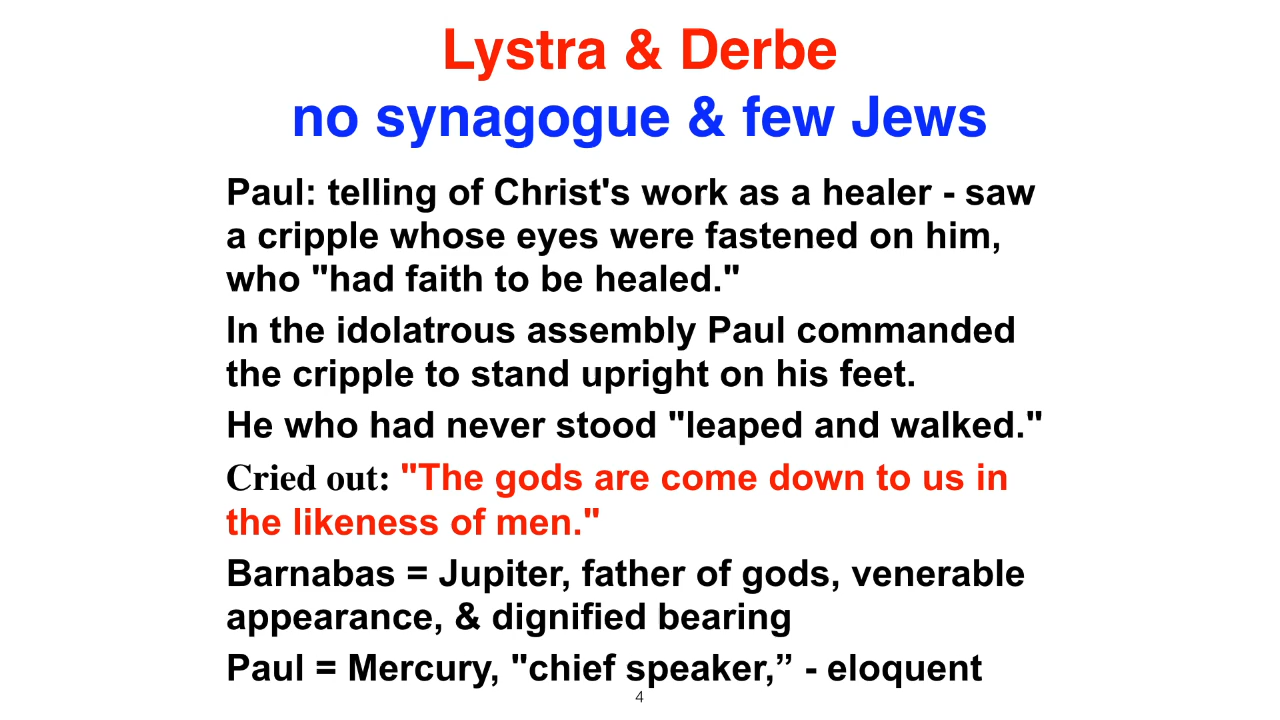 Lystra & Derbe
no synagogue & few Jews
Paul: telling of Christ's work as a healer - saw
a cripple whose eyes were fastened on him,
who "had faith to be healed."
In the idolatrous assembly Paul commanded
the cripple to stand upright on his feet.
He who had never stood "leaped and walked."
Cried out: "The gods are come down to us in
the likeness of men."
Barnabas = Jupiter, father of gods, venerable
appearance, & dignified bearing
Paul = Mercury, "chief speaker,” - eloquent
4